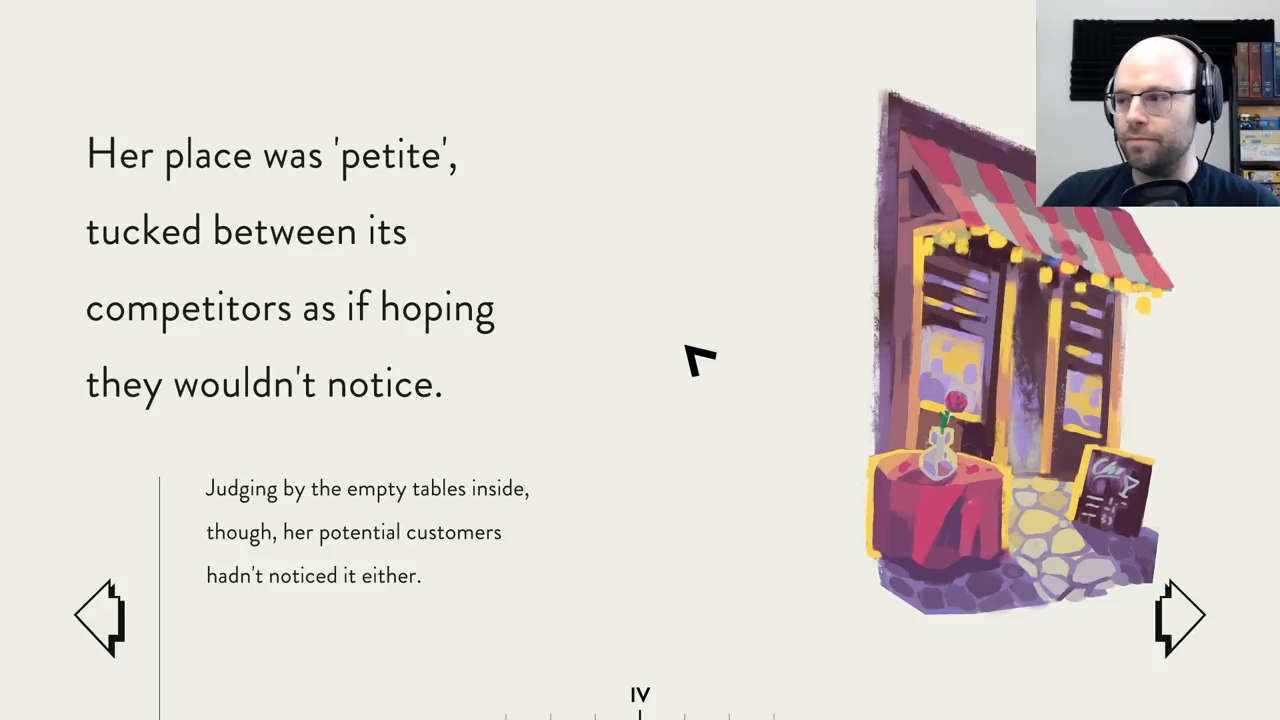 Her place was 'petite',
tucked between its
competitors as if hoping
they wouldn't notice.
Judging by the empty tables inside,
though, her potential customers
hadn't noticed it either.
IV